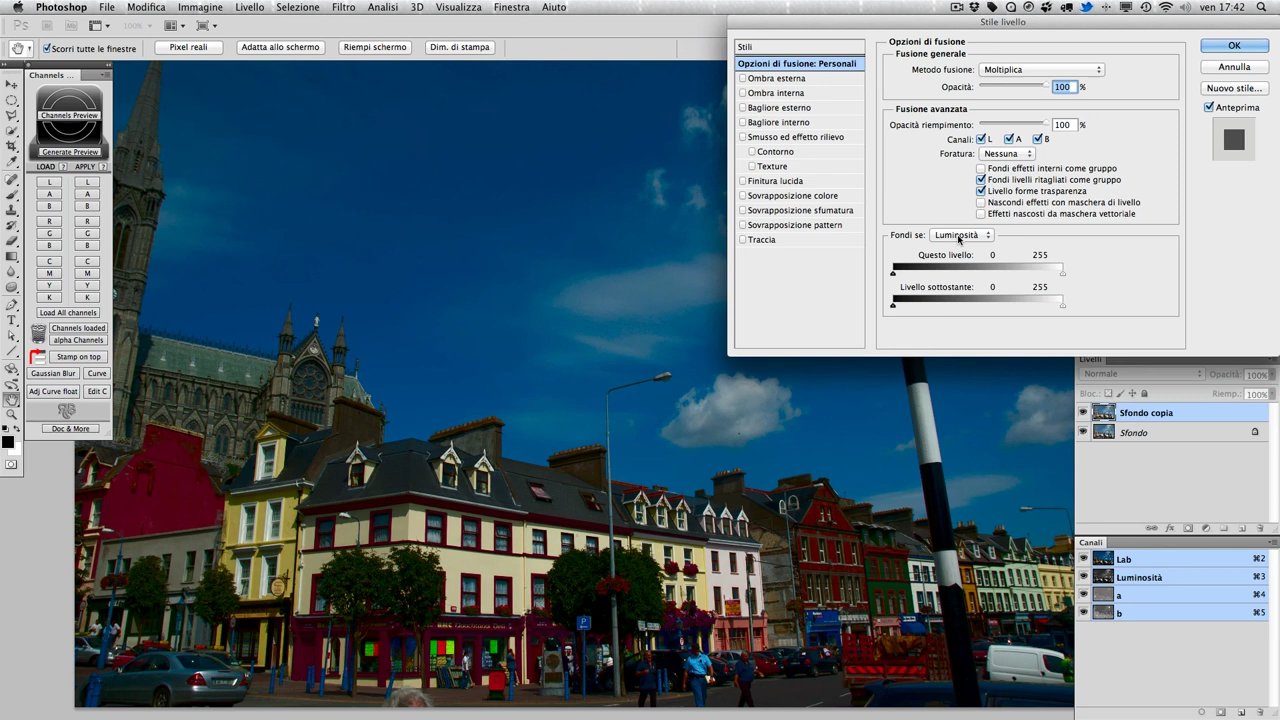 Photoshop File Modifica Immagine Livello Selezione Filtro Analisi 3D Visualizza Finestra Aiuto ven 17:42
Ps 100%
Scorri tutte le finestre Pixel reali Adatta allo schermo Riempi schermo Dim. di stampa
Channels ...
Channels Preview
Generate Preview
LOAD ? APPLY ?
L L
A A
B B
R R
G G
B B
C C
M M
Y Y
K K
Load All channels
Channels loaded
alpha Channels
Stamp on top
Gaussian Blur Curve
Adj Curve float Edit C
Doc & More
Stile livello
Stili
Opzioni di fusione: Personali
Ombra esterna
Ombra interna
Bagliore esterno
Bagliore interno
Smusso ed effetto rilievo
Contorno
Texture
Finitura lucida
Sovrapposizione colore
Sovrapposizione sfumatura
Sovrapposizione pattern
Traccia
Opzioni di fusione
Fusione generale
Metodo fusione: Moltiplica
Opacità: 100 %
Fusione avanzata
Opacità riempimento: 100 %
Canali: L A B
Foratura: Nessuna
Fondi effetti interni come gruppo
Fondi livelli ritagliati come gruppo
Livello forme trasparenza
Nascondi effetti con maschera di livello
Effetti nascosti da maschera vettoriale
Fondi se: Luminosità
Questo livello: 0 255
Livello sottostante: 0 255
OK
Annulla
Nuovo stile...
Anteprima
Livelli
Normale Opacità: 100%
Bloc.: Riemp.: 100%
Sfondo copia
Sfondo
fx
Canali
Lab ⌘2
Luminosità ⌘3
a ⌘4
b ⌘5
P